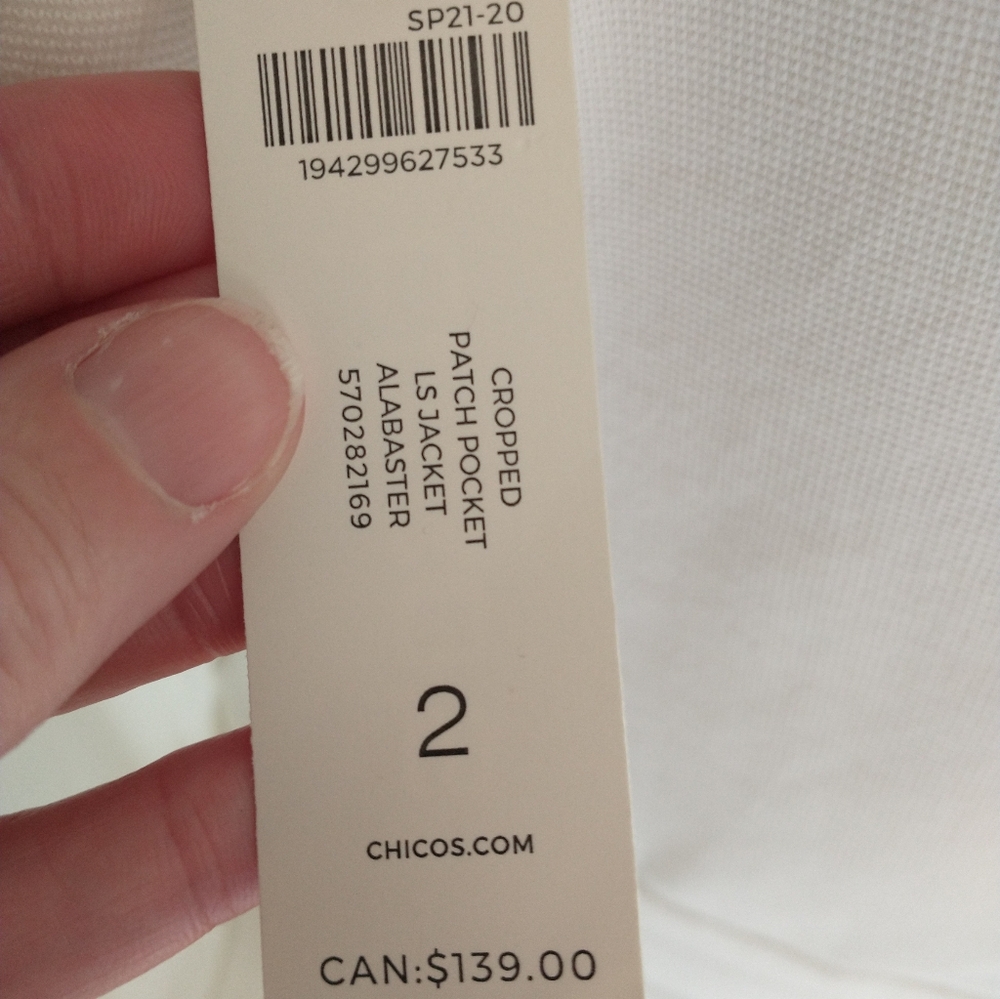 SP21-20
194299627533
CROPPED
PATCH POCKET
LS JACKET
ALABASTER
570282169
2
CHICOS.COM
CAN:$139.00